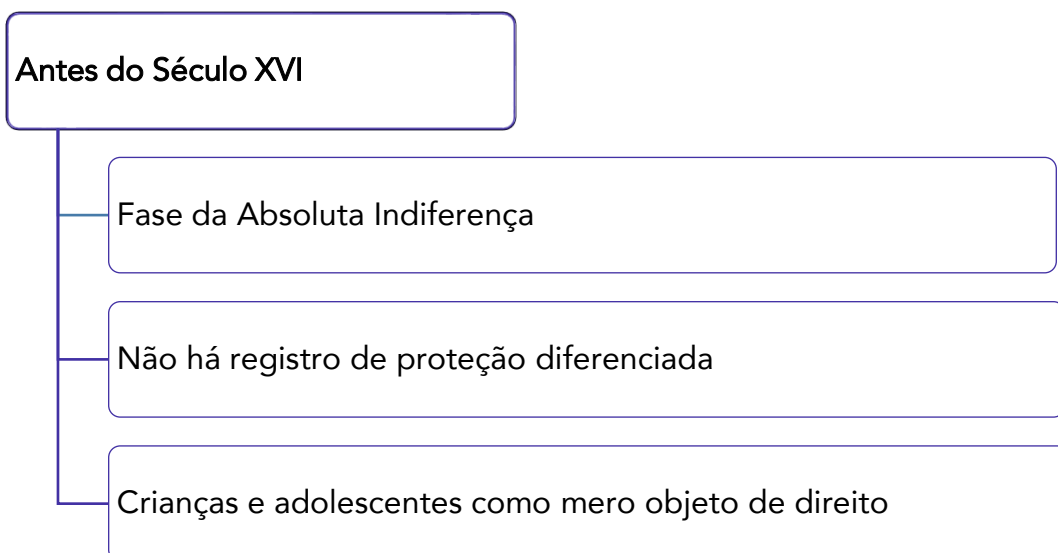 Antes do Século XVI
Fase da Absoluta Indiferença
Não há registro de proteção diferenciada
Crianças e adolescentes como mero objeto de direito